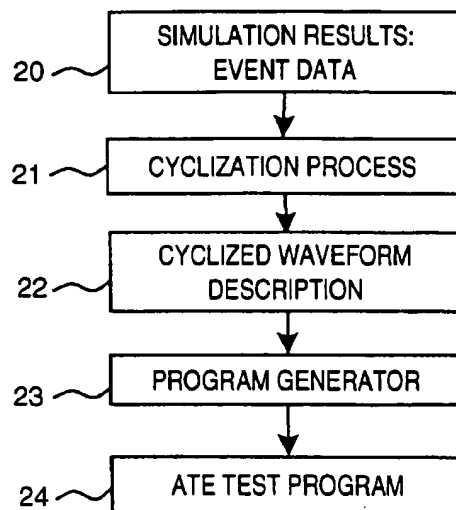 SIMULATION RESULTS:
EVENT DATA
20
CYCLIZATION PROCESS
21
CYCLIZED WAVEFORM
DESCRIPTION
22
PROGRAM GENERATOR
23
ATE TEST PROGRAM
24